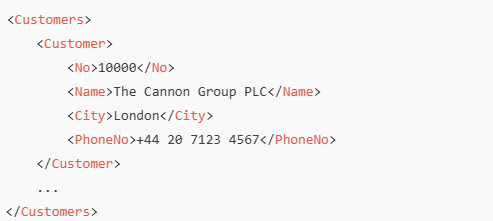 <Customers>
<Customer>
<No>10000</No>
<Name>The Cannon Group PLC</Name>
<City>London</City>
<PhoneNo>+44 20 7123 4567</PhoneNo>
</Customer>
...
</Customers>